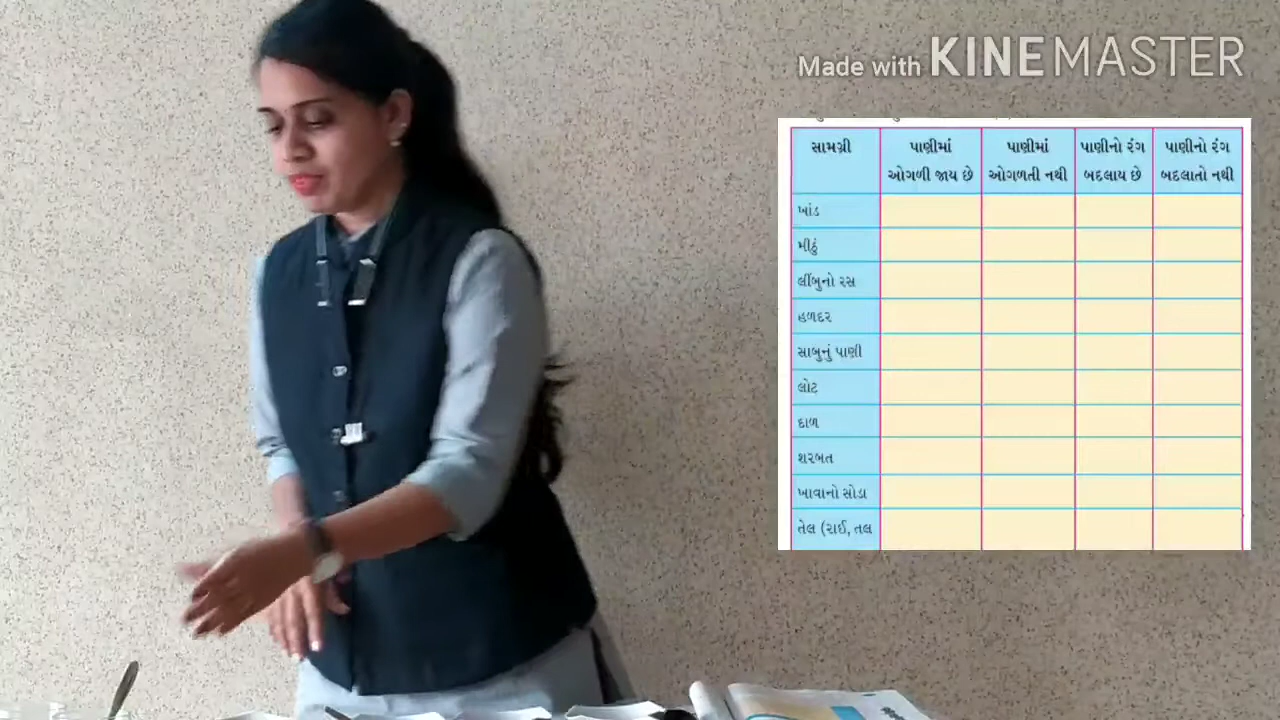 Made with KINEMASTER
સામગ્રી
પાણીમાં
ઓગળી જાય છે
પાણીમાં
ઓગળતી નથી
પાણીનો રંગ
બદલાય છે
પાણીનો રંગ
બદલાતો નથી
ખાંડ
મીઠું
લીંબુનો રસ
હળદર
સાબુનું પાણી
લોટ
દાળ
શરબત
ખાવાનો સોડા
તેલ (રાઈ, તલ